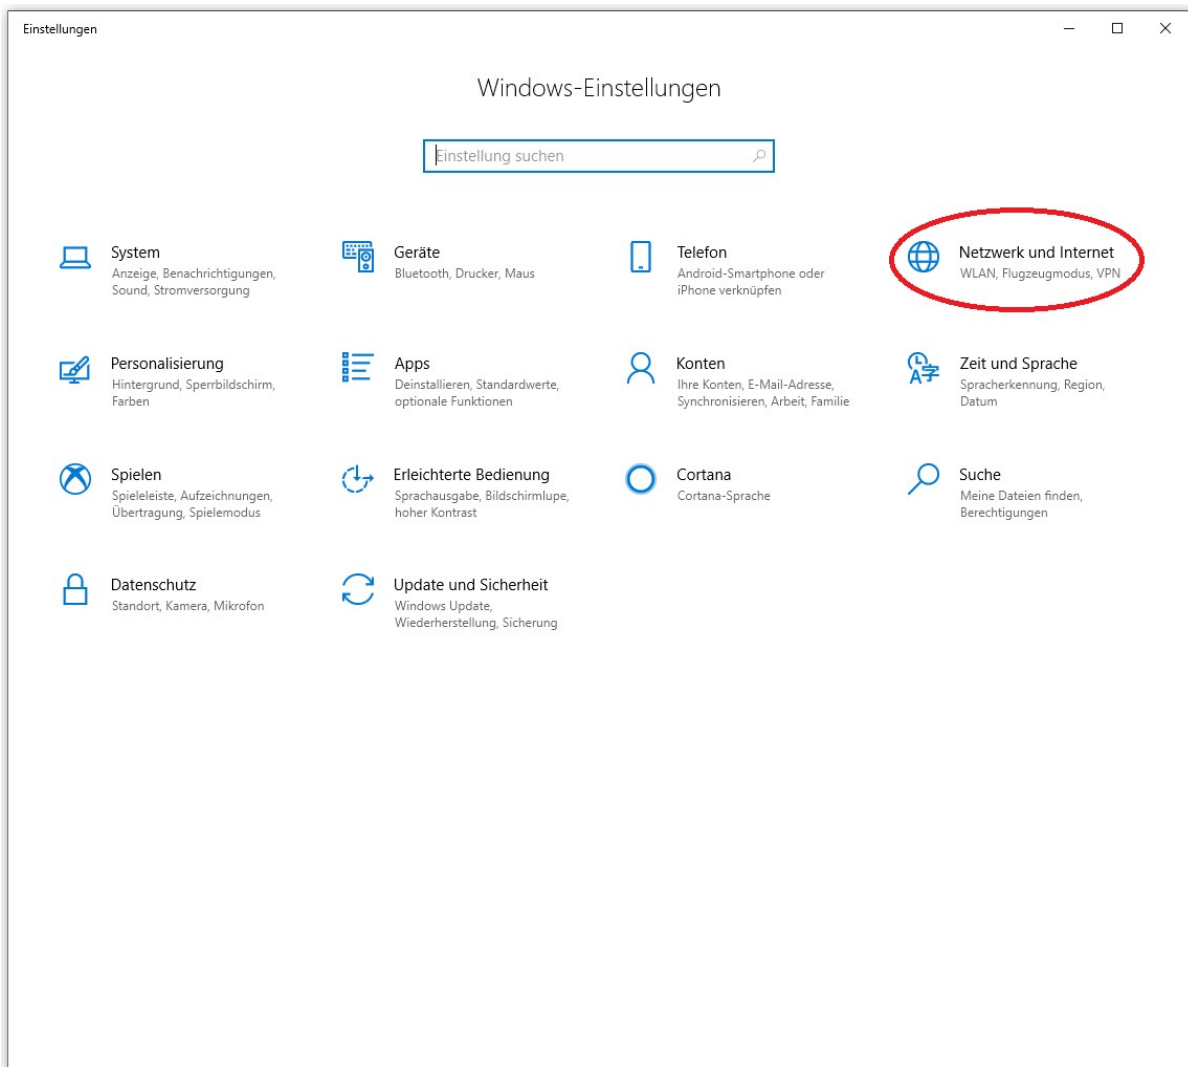 Einstellungen
Windows-Einstellungen
Einstellung suchen
System
Anzeige, Benachrichtigungen,
Sound, Stromversorgung
Geräte
Bluetooth, Drucker, Maus
Telefon
Android-Smartphone oder
iPhone verknüpfen
Netzwerk und Internet
WLAN, Flugzeugmodus, VPN
Personalisierung
Hintergrund, Sperrbildschirm,
Farben
Apps
Deinstallieren, Standardwerte,
optionale Funktionen
Konten
Ihre Konten, E-Mail-Adresse,
Synchronisieren, Arbeit, Familie
Zeit und Sprache
Spracherkennung, Region,
Datum
Spielen
Spieleleiste, Aufzeichnungen,
Übertragung, Spielemodus
Erleichterte Bedienung
Sprachausgabe, Bildschirmlupe,
hoher Kontrast
Cortana
Cortana-Sprache
Suche
Meine Dateien finden,
Berechtigungen
Datenschutz
Standort, Kamera, Mikrofon
Update und Sicherheit
Windows Update,
Wiederherstellung, Sicherung